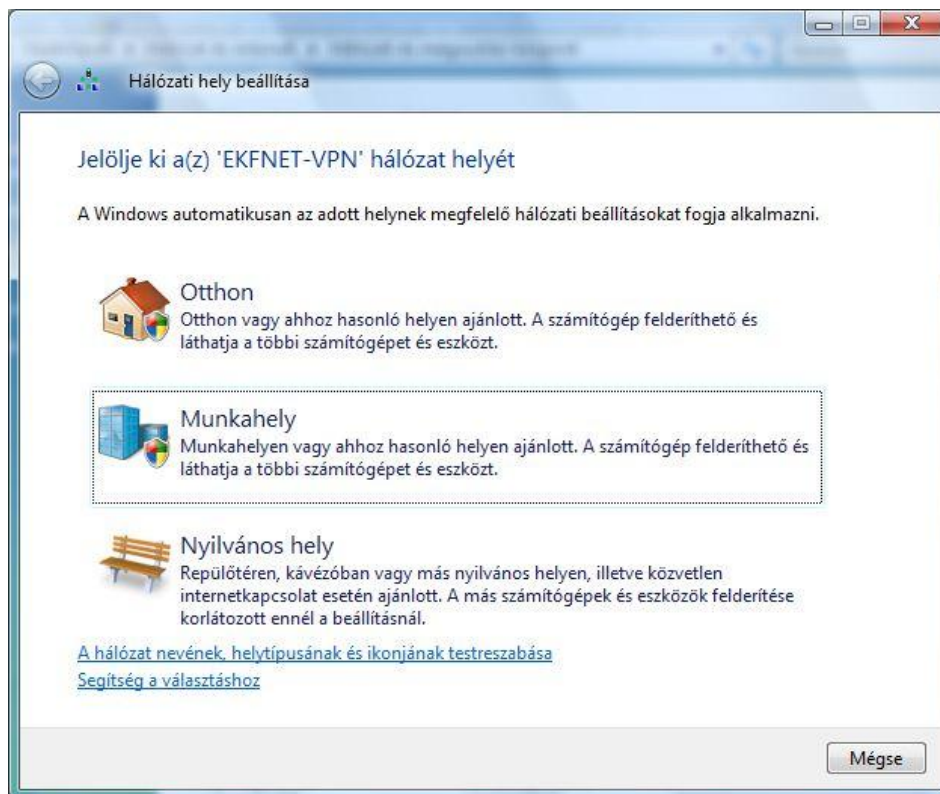 Hálózati hely beállítása
Jelölje ki a(z) 'EKFNET-VPN' hálózat helyét
A Windows automatikusan az adott helynek megfelelő hálózati beállításokat fogja alkalmazni.
Otthon
Otthon vagy ahhoz hasonló helyen ajánlott. A számítógép felderíthető és
láthatja a többi számítógépet és eszközt.
Munkahely
Munkahelyen vagy ahhoz hasonló helyen ajánlott. A számítógép felderíthető és
láthatja a többi számítógépet és eszközt.
Nyilvános hely
Repülőtéren, kávézóban vagy más nyilvános helyen, illetve közvetlen
internetkapcsolat esetén ajánlott. A más számítógépek és eszközök felderítése
korlátozott ennél a beállításnál.
A hálózat nevének, helytípusának és ikonjának testreszabása
Segítség a választáshoz
Mégse